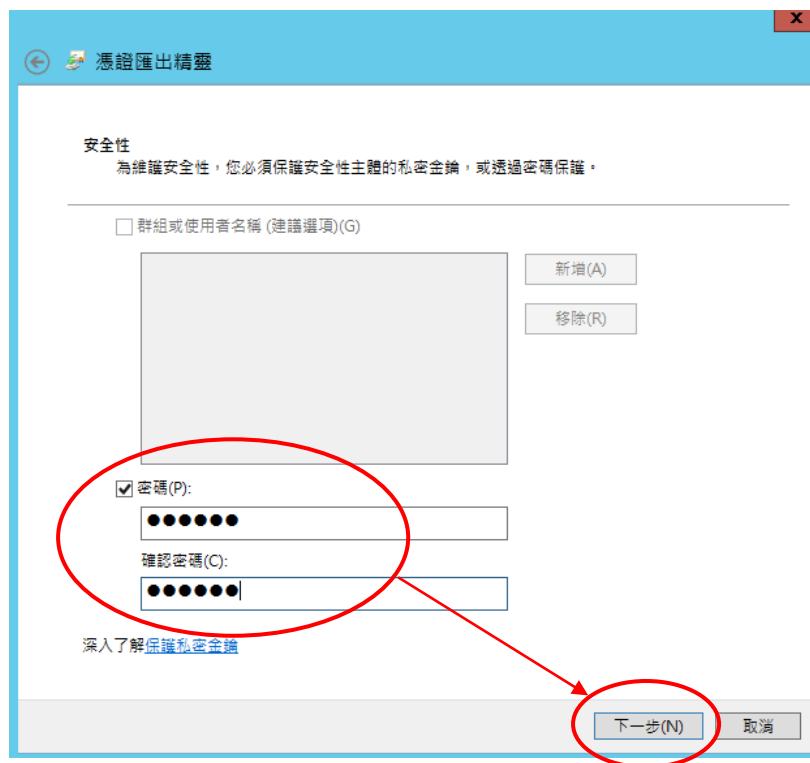 x
憑證匯出精靈
安全性
為維護安全性，您必須保護安全性主體的私密金鑰，或透過密碼保護。
群組或使用者名稱 (建議選項)(G)
新增(A)
移除(R)
密碼(P):
●●●●●●
確認密碼(C):
●●●●●●
深入了解保護私密金鑰
下一步(N) 取消